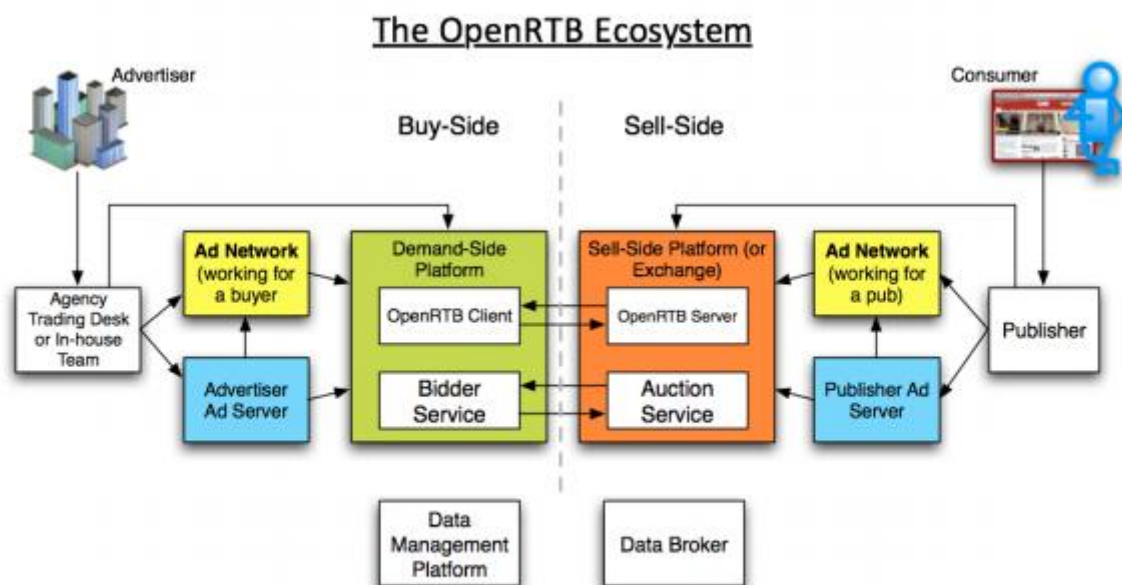 The OpenRTB Ecosystem
Advertiser
Consumer
Buy-Side
Sell-Side
Ad Network
(working for
a buyer
Demand-Side
Platform
Sell-Side Platform (or
Exchange)
Ad Network
(working for
a pub)
Agency
Trading Desk
or In-house
Team
OpenRTB Client
OpenRTB Server
Publisher
Advertiser
Ad Server
Bidder
Service
Auction
Service
Publisher Ad
Server
Data
Management
Platform
Data Broker